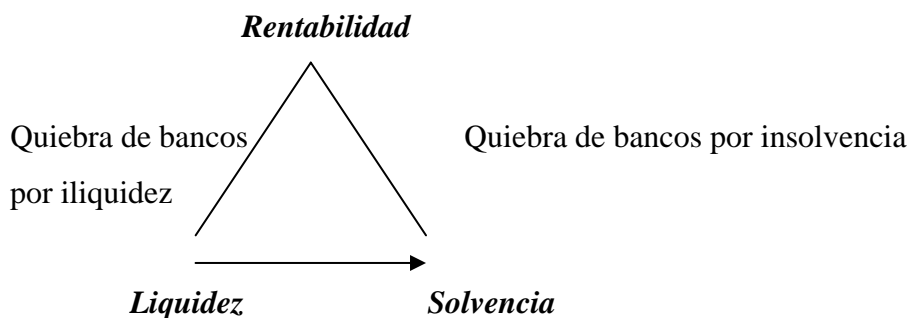 Rentabilidad
Quiebra de bancos
por iliquidez
Quiebra de bancos por insolvencia
Liquidez
Solvencia